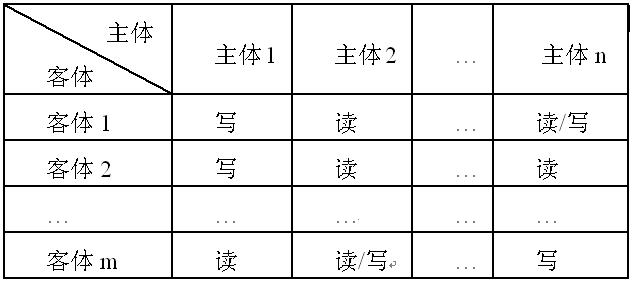 主体
客体
主体1 主体2 … 主体n
客体1 写 读 … 读/写
客体2 写 读 … 读
… … … … …
客体m 读 读/写 … 写